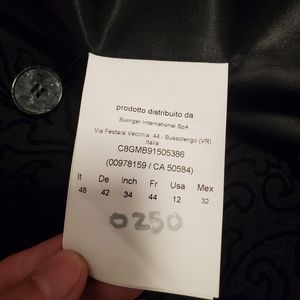 prodotto distribuito da
Swinger International SpA
Via Festara Vecchia, 44 - Bussolengo (VR)
Italia
C8GMB91505386
(00978159 / CA 50584)
It De Inch Fr Usa Mex
48 42 34 44 12 32
0250